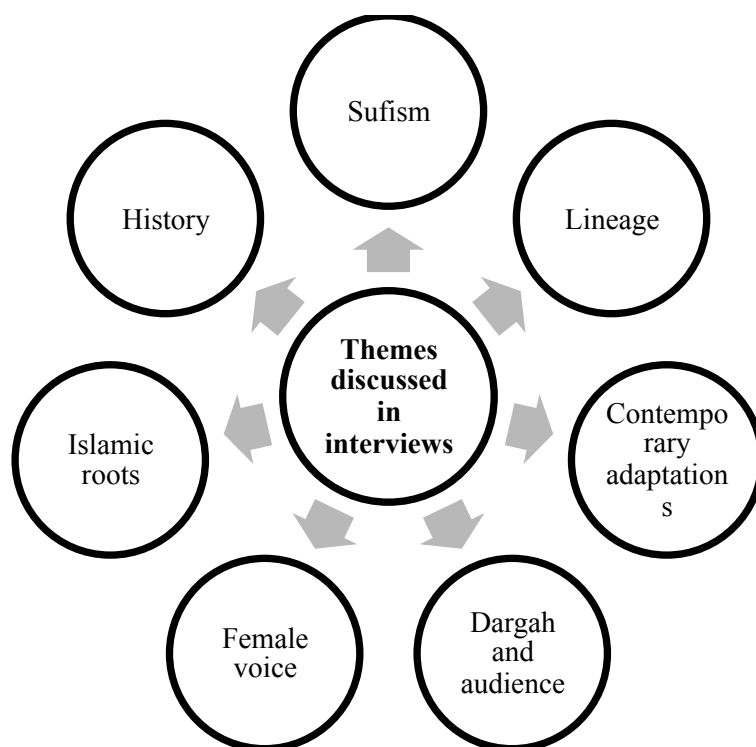 Sufism
History
Lineage
Themes
discussed
in
interviews
Islamic
roots
Contempo
rary
adaptation
s
Female
voice
Dargah
and
audience